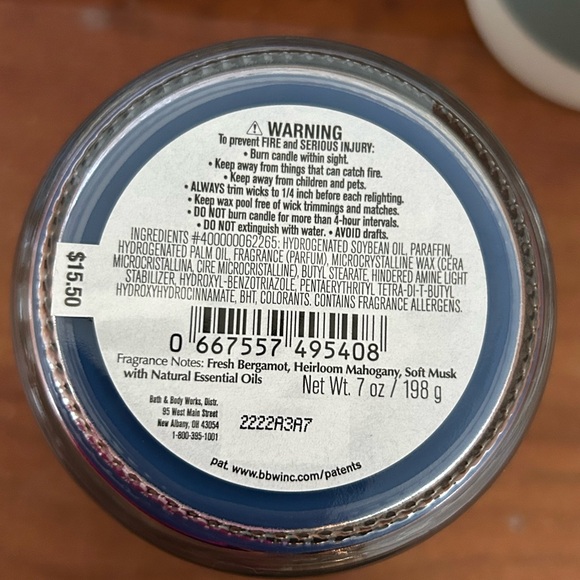 ⚠ WARNING
To prevent FIRE and SERIOUS INJURY:
• Burn candle within sight.
• Keep away from things that can catch fire.
• Keep away from children and pets.
• ALWAYS trim wicks to 1/4 inch before each relighting.
• Keep wax pool free of wick trimmings and matches.
• DO NOT burn candle for more than 4-hour intervals.
• DO NOT extinguish with water. • AVOID drafts.
INGREDIENTS #400000062265: HYDROGENATED SOYBEAN OIL, PARAFFIN,
HYDROGENATED PALM OIL, FRAGRANCE (PARFUM), MICROCRYSTALLINE WAX (CERA
MICROCRISTALLINA, CIRE MICROCRISTALLINE), BUTYL STEARATE, HINDERED AMINE LIGHT
STABILIZER, HYDROXYL-BENZOTRIAZOLE, PENTAERYTHRITYL TETRA-DI-T-BUTYL
HYDROXYHYDROCINNAMATE, BHT, COLORANTS. CONTAINS FRAGRANCE ALLERGENS.
$15.50
0 667557 495408
Fragrance Notes: Fresh Bergamot, Heirloom Mahogany, Soft Musk
with Natural Essential Oils
Net Wt. 7 oz / 198 g
Bath & Body Works, Distr.
95 West Main Street
New Albany, OH 43054
1-800-395-1001
2222A3A7
pat. www.bbwinc.com/patents